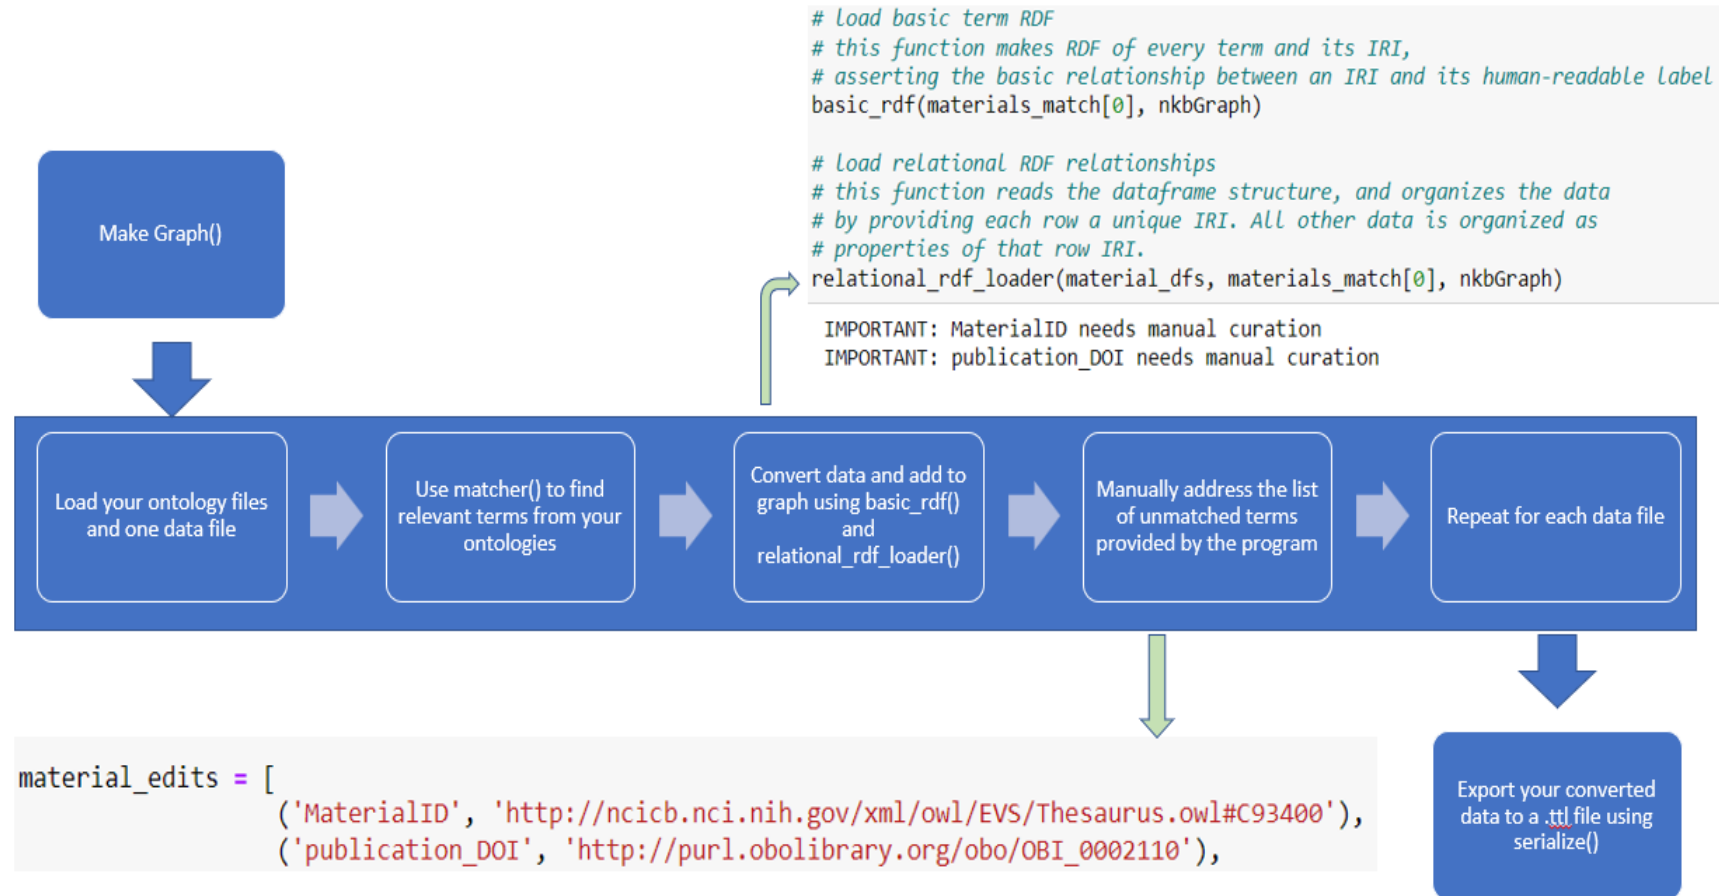 # load basic term RDF
# this function makes RDF of every term and its IRI,
# asserting the basic relationship between an IRI and its human-readable label
basic_rdf(materials_match[0], nkbGraph)
# load relational RDF relationships
# this function reads the dataframe structure, and organizes the data
# by providing each row a unique IRI. All other data is organized as
# properties of that row IRI.
relational_rdf_loader(material_dfs, materials_match[0], nkbGraph)
IMPORTANT: MaterialID needs manual curation
IMPORTANT: publication_DOI needs manual curation
Make Graph()
Load your ontology files
and one data file
Use matcher() to find
relevant terms from your
ontologies
Convert data and add to
graph using basic_rdf()
and
relational_rdf_loader()
Manually address the list
of unmatched terms
provided by the program
Repeat for each data file
material_edits = [
('MaterialID', 'http://ncicb.nci.nih.gov/xml/owl/EVS/Thesaurus.owl#C93400'),
('publication_DOI', 'http://purl.obolibrary.org/obo/OBI_0002110'),
Export your converted
data to a .ttl file using
serialize()